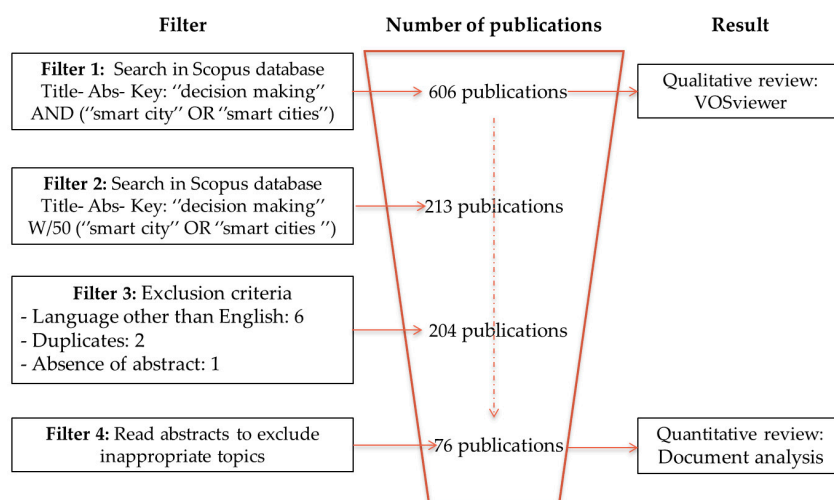 Filter
Number of publications
Result
Filter 1: Search in Scopus database
Title- Abs- Key: ''decision making''
AND (''smart city'' OR ''smart cities'')
606 publications
Qualitative review:
VOSviewer
Filter 2: Search in Scopus database
Title- Abs- Key: ''decision making''
W/50 (''smart city'' OR ''smart cities '')
213 publications
Filter 3: Exclusion criteria
- Language other than English: 6
- Duplicates: 2
- Absence of abstract: 1
204 publications
Filter 4: Read abstracts to exclude
inappropriate topics
76 publications
Quantitative review:
Document analysis